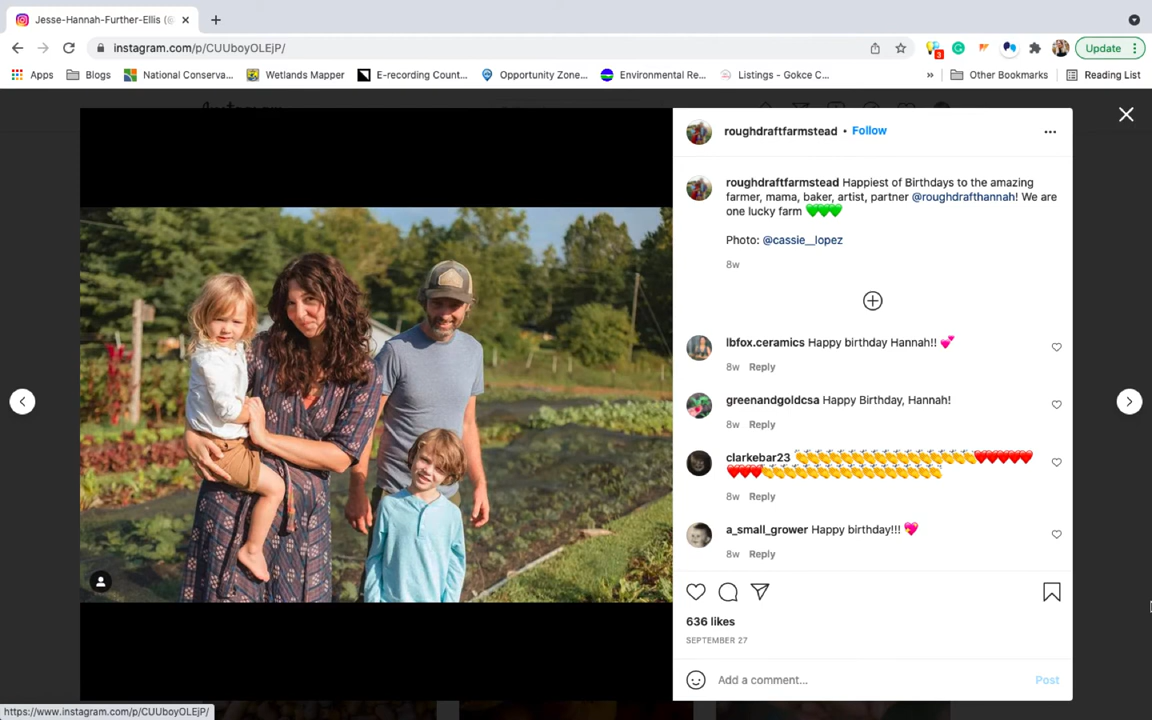 Jesse-Hannah-Further-Ellis (@
instagram.com/p/CUUboyOLEjP/
3
Update
Apps
Blogs
National Conserva...
Wetlands Mapper
E-recording Count...
Opportunity Zone...
Environmental Re...
Listings - Gokce C...
»
Other Bookmarks
Reading List
Instagram
roughdraftfarmstead • Follow
roughdraftfarmstead Happiest of Birthdays to the amazing
farmer, mama, baker, artist, partner @roughdrafthannah! We are
one lucky farm 💚💚💚
Photo: @cassie__lopez
8w
lbfox.ceramics Happy birthday Hannah!! 💕
8w Reply
greenandgoldcsa Happy Birthday, Hannah!
8w Reply
clarkebar23
8w Reply
a_small_grower Happy birthday!!! 💖
8w Reply
636 likes
SEPTEMBER 27
Add a comment...
Post
https://www.instagram.com/p/CUUboyOLEjP/